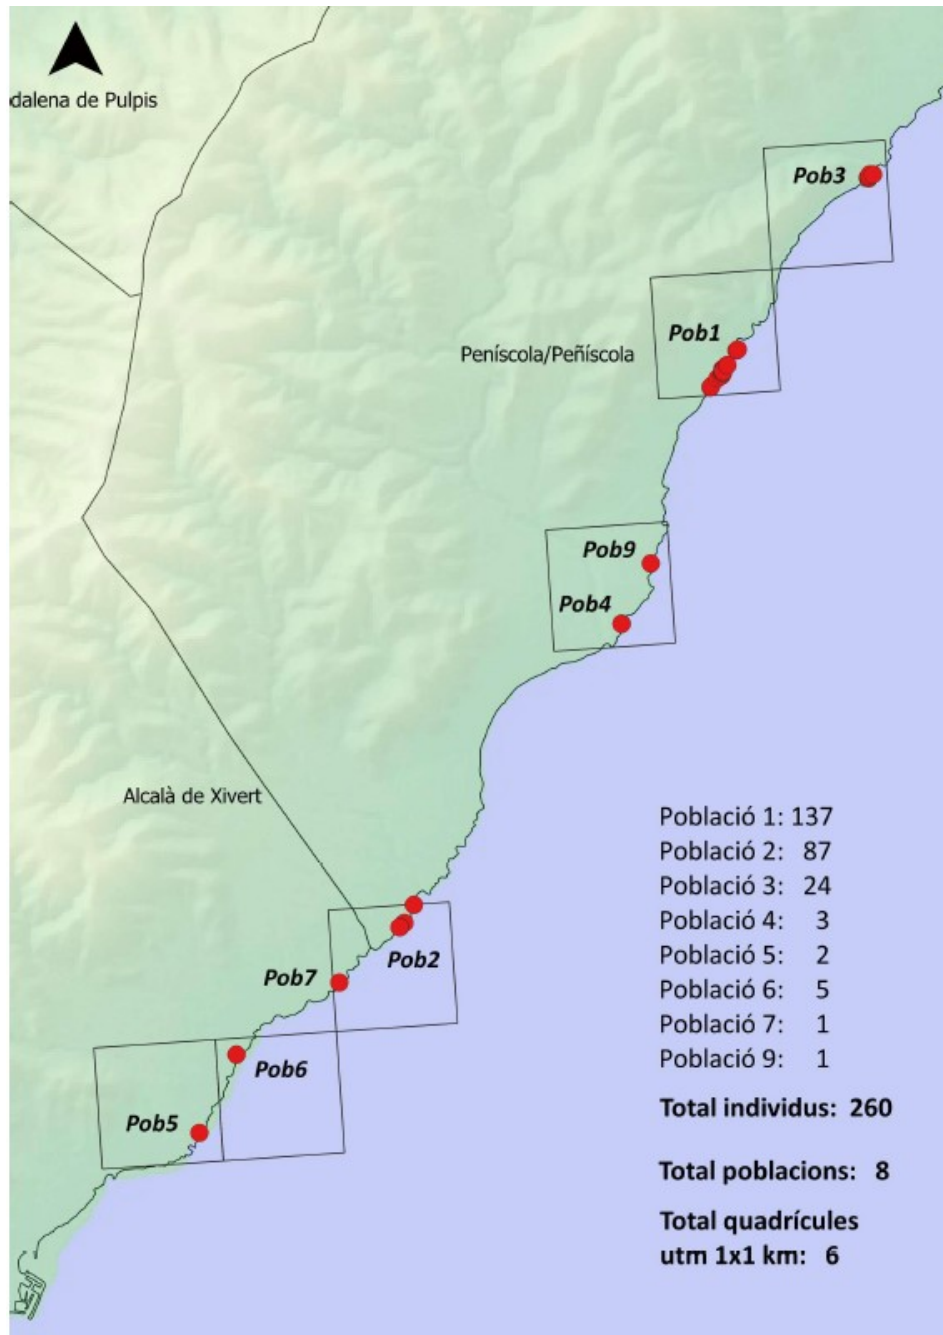 dalena de Pulpis
Pob3
Pob1
Peníscola/Peñíscola
Pob9
Pob4
Alcalà de Xivert
Població 1: 137
Població 2: 87
Població 3: 24
Població 4: 3
Població 5: 2
Població 6: 5
Població 7: 1
Població 9: 1
Pob2
Pob7
Pob6
Pob5
Total individus: 260
Total poblacions: 8
Total quadrícules
utm 1x1 km: 6